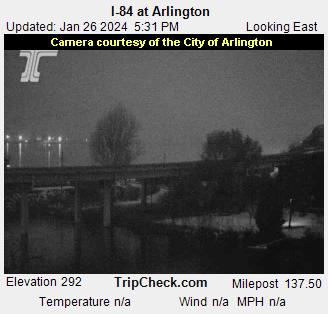 I-84 at Arlington
Updated: Jan 26 2024 5:31 PM Looking East
Camera courtesy of the City of Arlington
Elevation 292 TripCheck.com Milepost 137.50
Temperature n/a Wind n/a MPH n/a